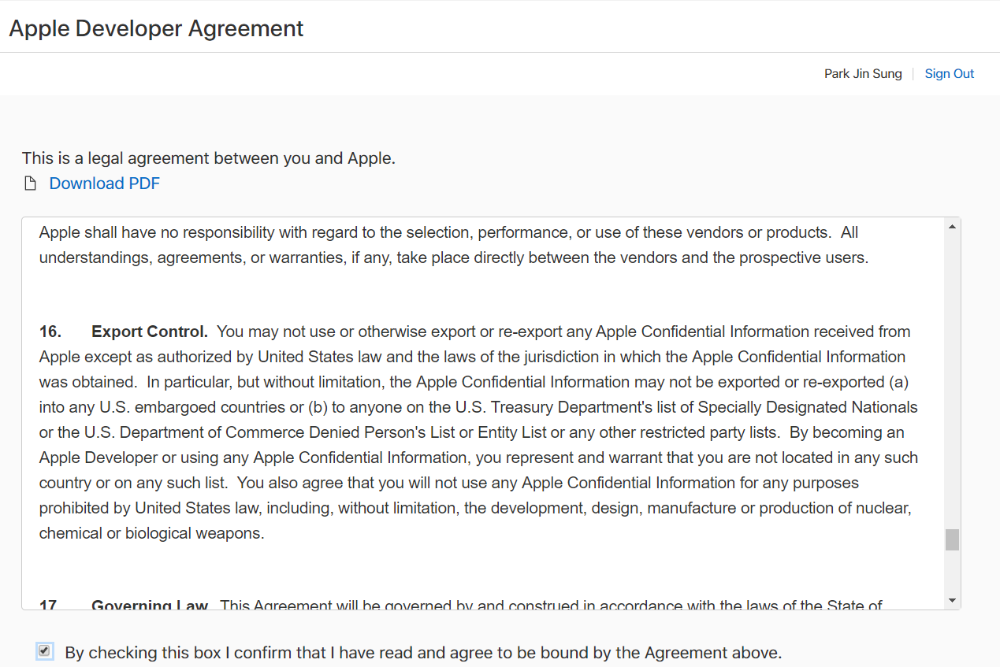 Apple Developer Agreement
Park Jin Sung
Sign Out
This is a legal agreement between you and Apple.
Download PDF
Apple shall have no responsibility with regard to the selection, performance, or use of these vendors or products.  All
understandings, agreements, or warranties, if any, take place directly between the vendors and the prospective users.
16. Export Control.  You may not use or otherwise export or re-export any Apple Confidential Information received from
Apple except as authorized by United States law and the laws of the jurisdiction in which the Apple Confidential Information
was obtained.  In particular, but without limitation, the Apple Confidential Information may not be exported or re-exported (a)
into any U.S. embargoed countries or (b) to anyone on the U.S. Treasury Department's list of Specially Designated Nationals
or the U.S. Department of Commerce Denied Person's List or Entity List or any other restricted party lists.  By becoming an
Apple Developer or using any Apple Confidential Information, you represent and warrant that you are not located in any such
country or on any such list.  You also agree that you will not use any Apple Confidential Information for any purposes
prohibited by United States law, including, without limitation, the development, design, manufacture or production of nuclear,
chemical or biological weapons.
17. Governing Law.  This Agreement will be governed by and construed in accordance with the laws of the State of
By checking this box I confirm that I have read and agree to be bound by the Agreement above.